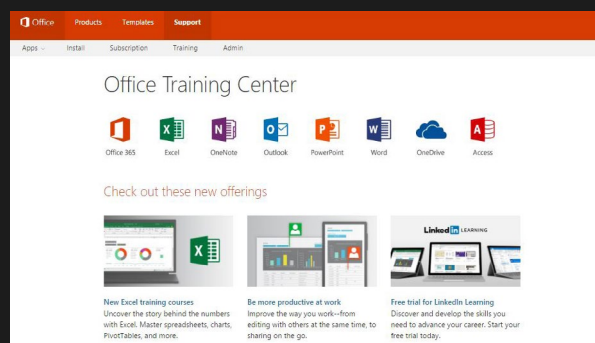 Office Products Templates Support
Apps Install Subscription Training Admin
Office Training Center
Office 365 Excel OneNote Outlook PowerPoint Word OneDrive Access
Check out these new offerings
Linked in LEARNING
New Excel training courses
Uncover the story behind the numbers
with Excel. Master spreadsheets, charts,
PivotTables, and more.
Be more productive at work
Improve the way you work--from
editing with others at the same time, to
sharing on the go.
Free trial for LinkedIn Learning
Discover and develop the skills you
need to advance your career. Start your
free trial today.